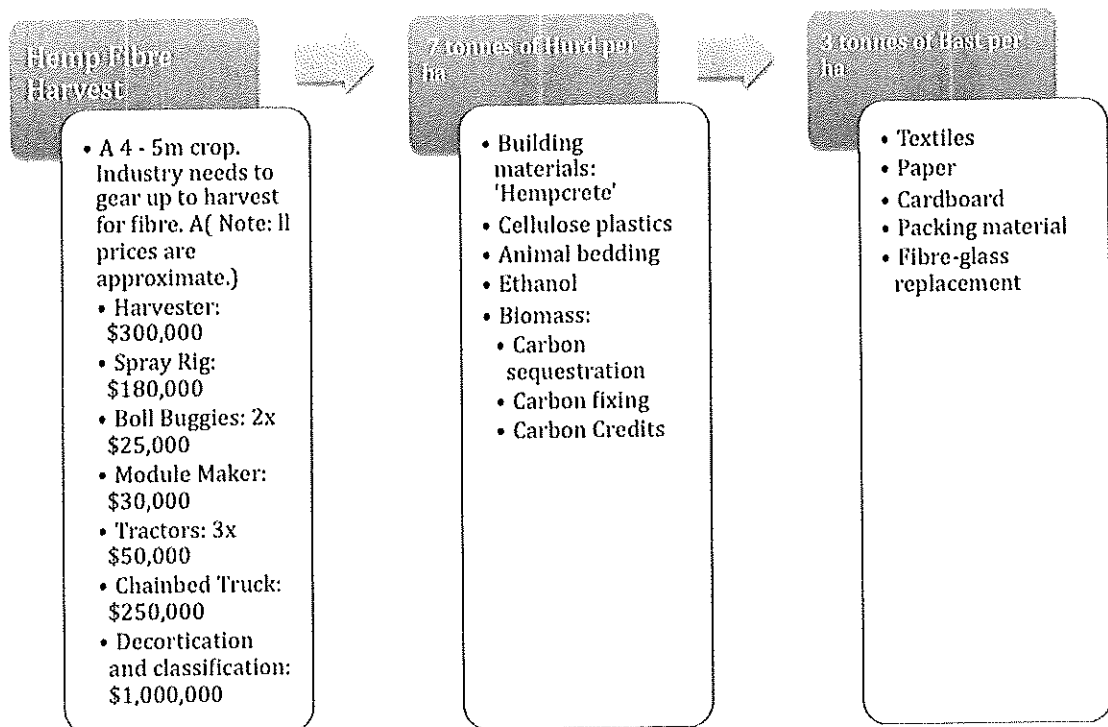 Hemp Fibre
Harvest
• A 4 - 5m crop.
Industry needs to
gear up to harvest
for fibre. A( Note: ll
prices are
approximate.)
• Harvester:
$300,000
• Spray Rig:
$180,000
• Boll Buggies: 2x
$25,000
• Module Maker:
$30,000
• Tractors: 3x
$50,000
• Chainbed Truck:
$250,000
• Decortication
and classification:
$1,000,000
7 tonnes of Hurd per
ha
• Building
materials:
'Hempcrete'
• Cellulose plastics
• Animal bedding
• Ethanol
• Biomass:
• Carbon
sequestration
• Carbon fixing
• Carbon Credits
3 tonnes of Bast per
ha
• Textiles
• Paper
• Cardboard
• Packing material
• Fibre-glass
replacement